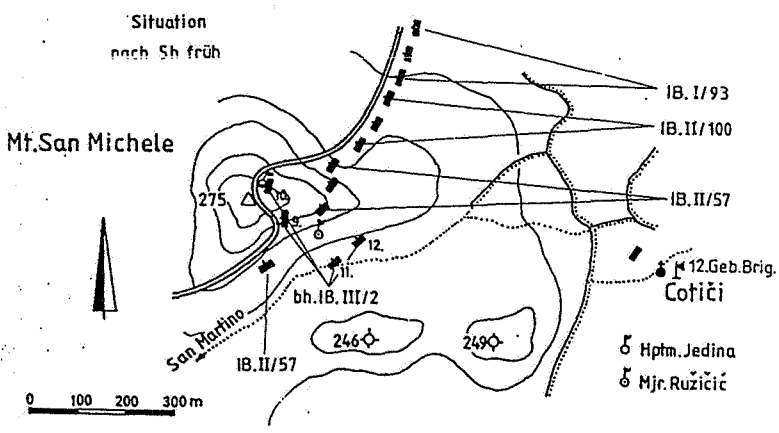 Situation
nach 5h früh
Mt. San Michele
275
10.
9.
12.
11.
bh. IB. III/2
San Martino
IB. II/57
IB. I/93
IB. II/100
IB. II/57
12. Geb. Brig.
Cotiči
246
249
Hptm. Jedina
Mjr. Ružičić
0 100 200 300 m